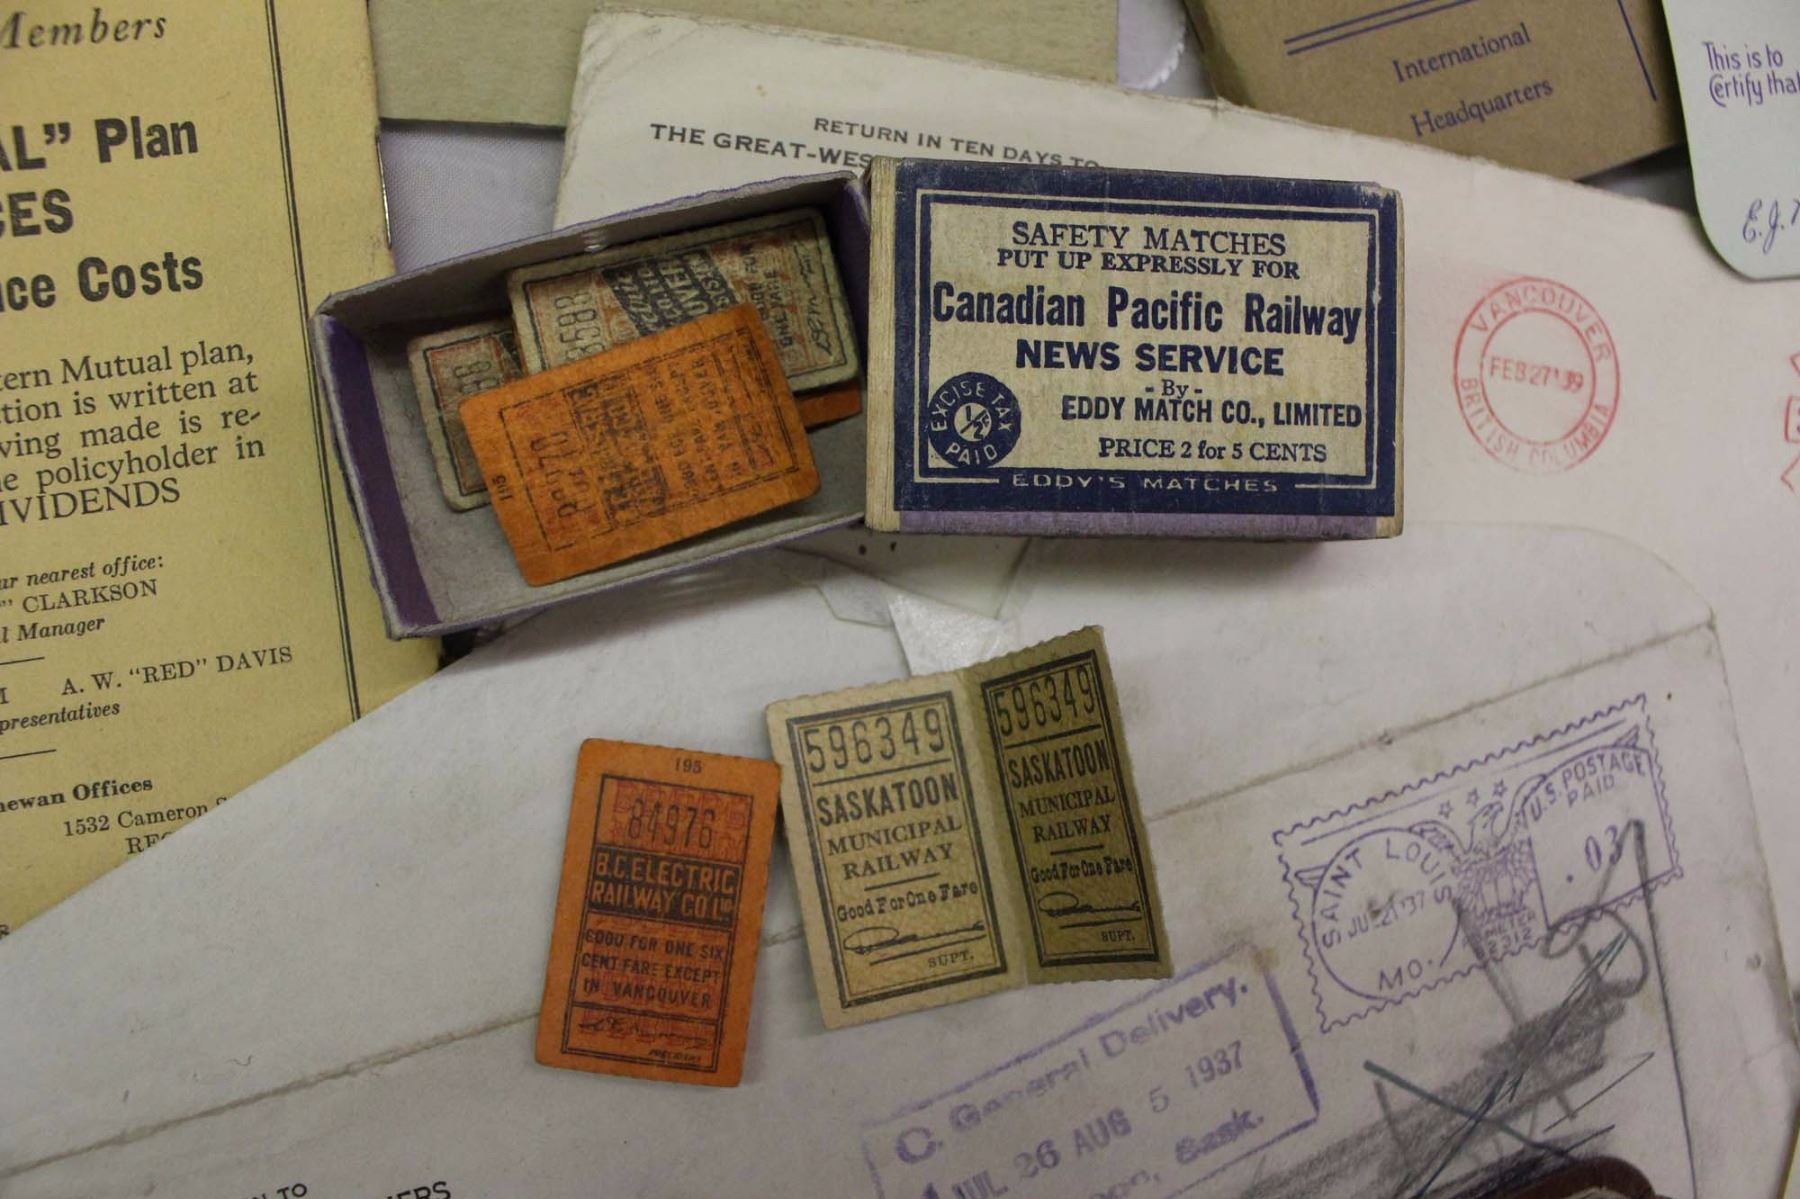 Members
AL" Plan
CES
nce Costs
tern Mutual plan,
ction is written at
ving made is re-
e policyholder in
IVIDENDS
ur nearest office:
" CLARKSON
l Manager
A. W. "RED" DAVIS
presentatives
newan Offices
1532 Cameron
RETURN IN TEN DAYS TO
THE GREAT-WES
International
Headquarters
This is to
Certify that
E.J.
SAFETY MATCHES
PUT UP EXPRESSLY FOR
Canadian Pacific Railway
NEWS SERVICE
- By -
EDDY MATCH CO., LIMITED
PRICE 2 for 5 CENTS
EXCISE TAX
1/2
PAID
EDDY'S MATCHES
VANCOUVER
FEB 27 '39
BRITISH COLUMBIA
195
84976
B.C. ELECTRIC
RAILWAY CO. LTD
GOOD FOR ONE SIX
CENT FARE EXCEPT
IN VANCOUVER
PRESIDENT
596349
SASKATOON
MUNICIPAL
RAILWAY
Good For One Fare
SUPT.
596349
SASKATOON
MUNICIPAL
RAILWAY
Good For One Fare
SUPT.
U.S. POSTAGE
PAID
.03
SAINT LOUIS
JUL 21 '37
MO.
General Delivery.
JUL 26 AUG 5 1937
Sask.